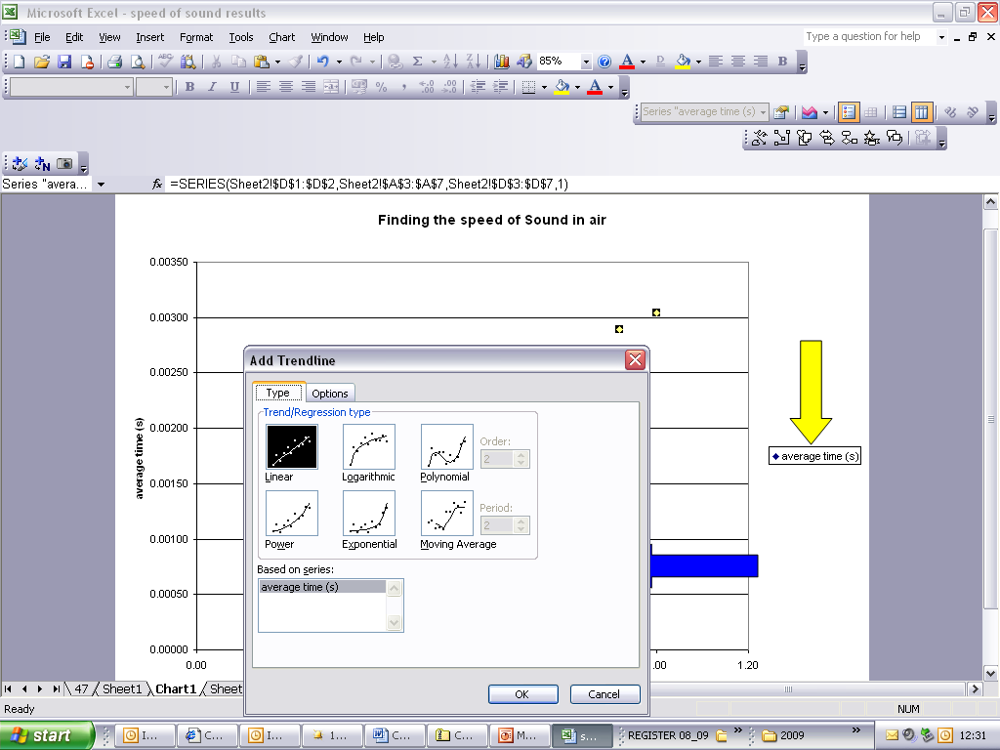 Microsoft Excel - speed of sound results
File Edit View Insert Format Tools Chart Window Help Type a question for help
85%
Series "average time (s)
Series "avera... fx =SERIES(Sheet2!$D$1:$D$2,Sheet2!$A$3:$A$7,Sheet2!$D$3:$D$7,1)
Finding the speed of Sound in air
0.00350
0.00300
0.00250
0.00200
0.00150
0.00100
0.00050
0.00000
average time (s)
0.00 .00 1.20
average time (s)
Add Trendline
Type Options
Trend/Regression type
Linear Logarithmic Polynomial
Order:
2
Power Exponential Moving Average
Period:
2
Based on series:
average time (s)
OK Cancel
47 Sheet1 Chart1 Sheet
Ready NUM
start I... C... I... 1... C... C... M... s... REGISTER 08_09 » 2009 » 12:31